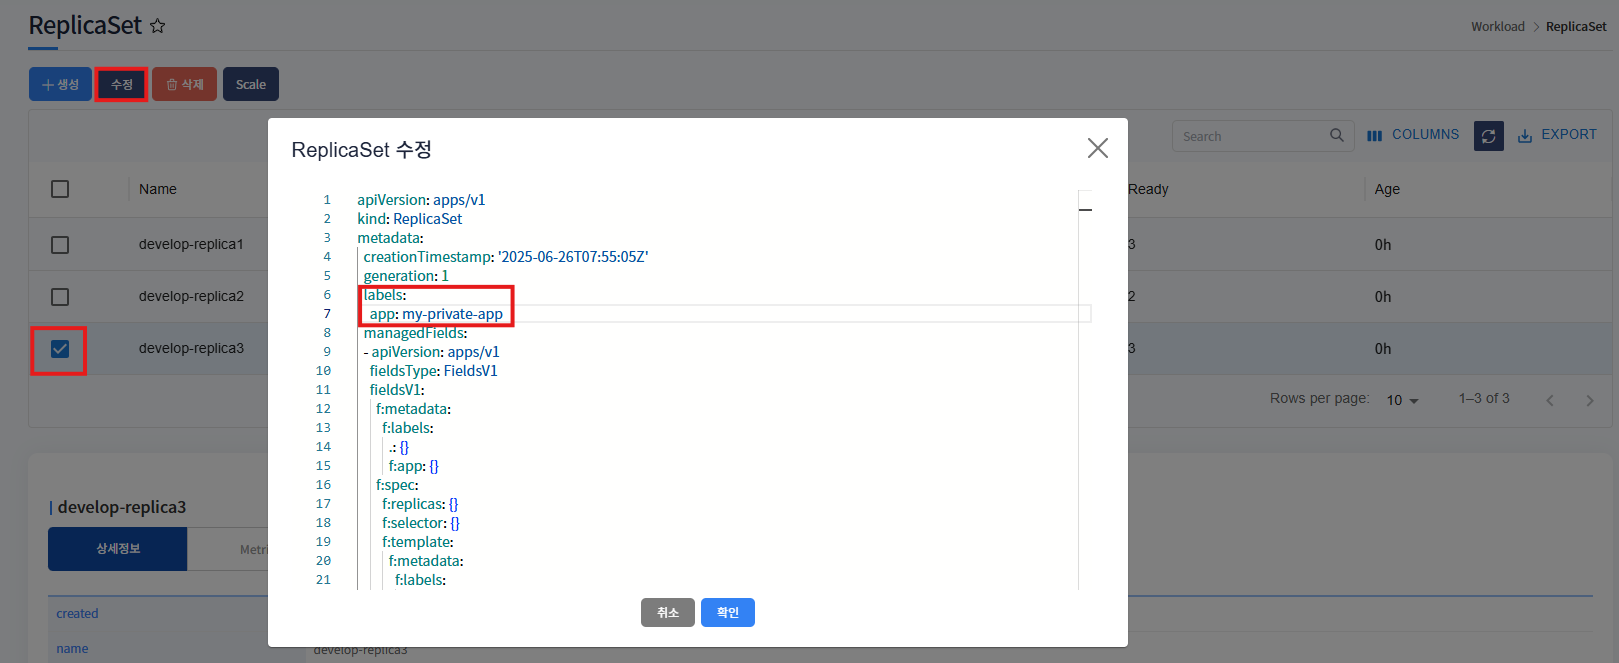 ReplicaSet
Workload > ReplicaSet
+ 생성 수정 삭제 Scale
Search COLUMNS EXPORT
Name Ready Age
develop-replica1 3 0h
develop-replica2 2 0h
develop-replica3 3 0h
Rows per page: 10 1–3 of 3
ReplicaSet 수정
1 apiVersion: apps/v1
2 kind: ReplicaSet
3 metadata:
4 creationTimestamp: '2025-06-26T07:55:05Z'
5 generation: 1
6 labels:
7 app: my-private-app
8 managedFields:
9 - apiVersion: apps/v1
10 fieldsType: FieldsV1
11 fieldsV1:
12 f:metadata:
13 f:labels:
14 .: {}
15 f:app: {}
16 f:spec:
17 f:replicas: {}
18 f:selector: {}
19 f:template:
20 f:metadata:
21 f:labels:
취소 확인
develop-replica3
상세정보 Metri
created
name develop-replica3